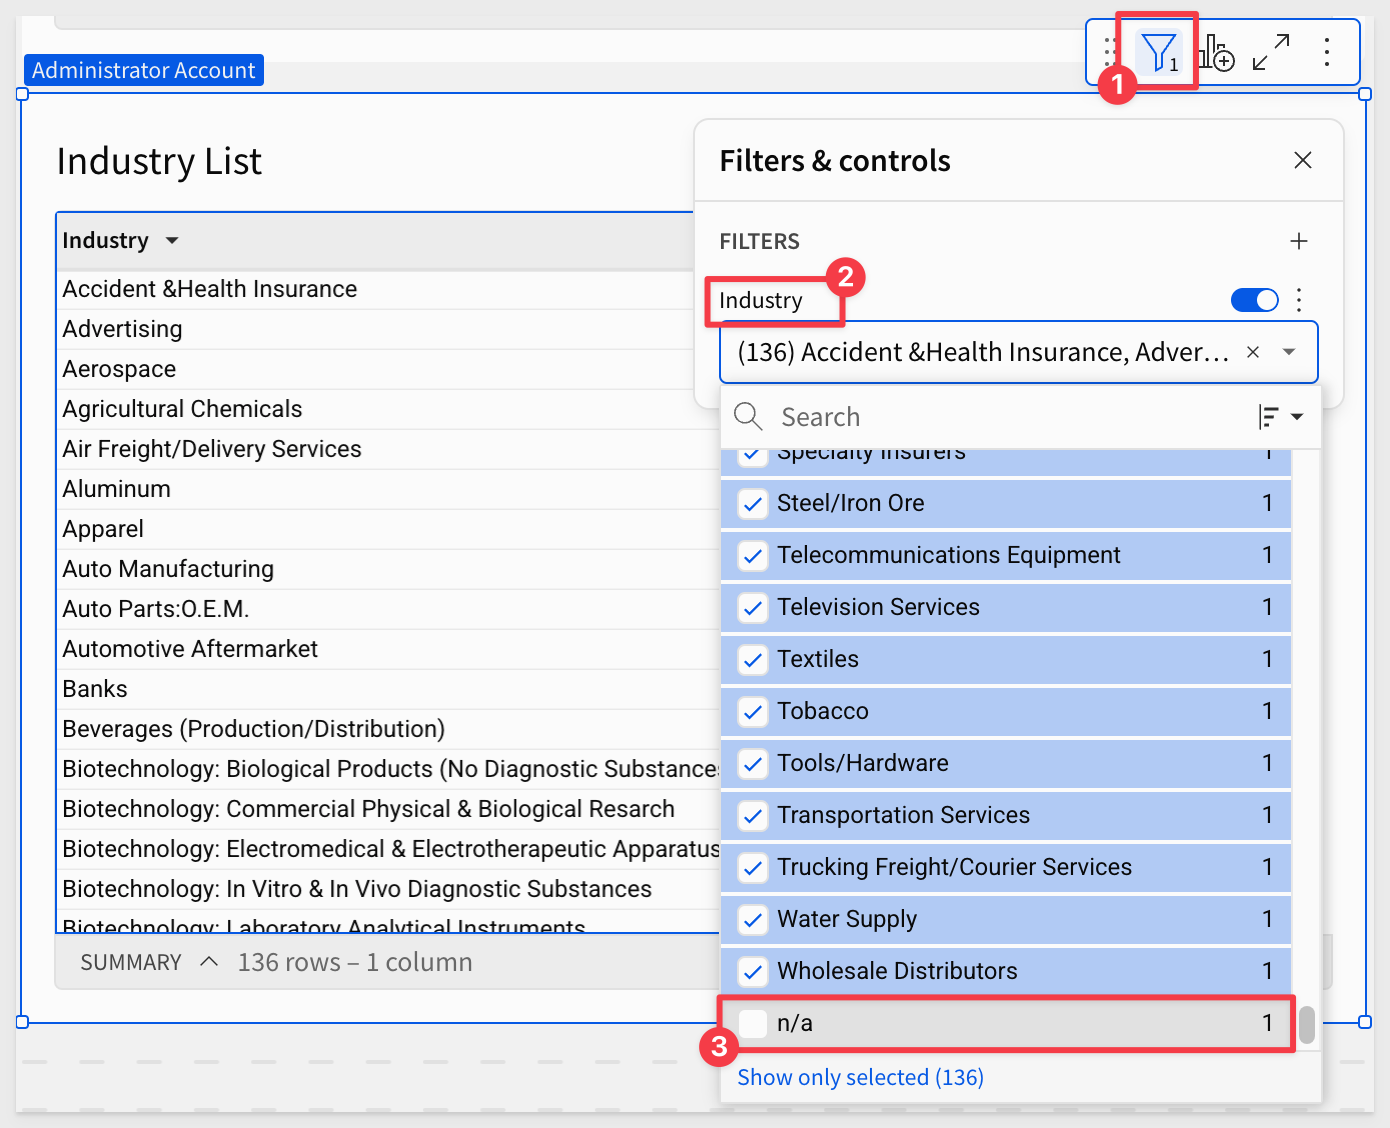 Administrator Account
1
1
Industry List
Filters & controls
FILTERS
2
Industry
Industry
(136) Accident &Health Insurance, Adver...
Search
Accident &Health Insurance
Advertising
Aerospace
Agricultural Chemicals
Air Freight/Delivery Services
Aluminum
Apparel
Auto Manufacturing
Auto Parts:O.E.M.
Automotive Aftermarket
Banks
Beverages (Production/Distribution)
Biotechnology: Biological Products (No Diagnostic Substances
Biotechnology: Commercial Physical & Biological Resarch
Biotechnology: Electromedical & Electrotherapeutic Apparatus
Biotechnology: In Vitro & In Vivo Diagnostic Substances
Biotechnology: Laboratory Analytical Instruments
SUMMARY 136 rows – 1 column
Specialty Insurers 1
Steel/Iron Ore 1
Telecommunications Equipment 1
Television Services 1
Textiles 1
Tobacco 1
Tools/Hardware 1
Transportation Services 1
Trucking Freight/Courier Services 1
Water Supply 1
Wholesale Distributors 1
n/a 1
3
Show only selected (136)